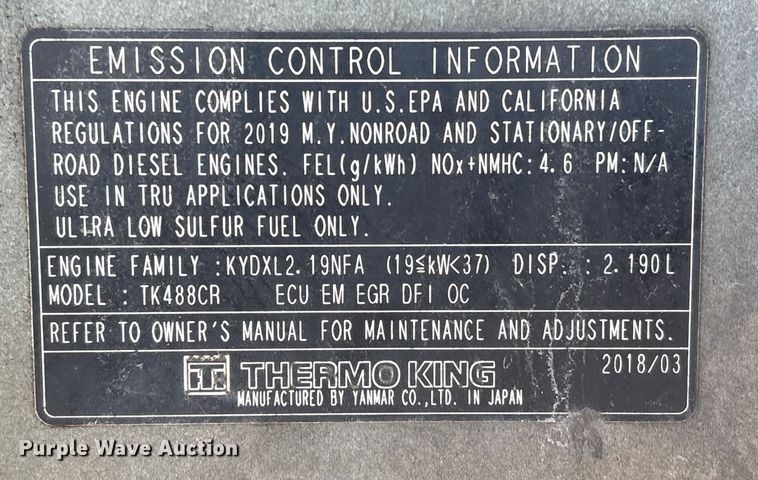 EMISSION CONTROL INFORMATION
THIS ENGINE COMPLIES WITH U.S.EPA AND CALIFORNIA
REGULATIONS FOR 2019 M.Y.NONROAD AND STATIONARY/OFF-
ROAD DIESEL ENGINES. FEL(g/kWh) NOx+NMHC:4.6 PM:N/A
USE IN TRU APPLICATIONS ONLY.
ULTRA LOW SULFUR FUEL ONLY.
ENGINE FAMILY :KYDXL2.19NFA (19≦kW<37) DISP. :2.190L
MODEL : TK488CR ECU EM EGR DFI OC
REFER TO OWNER'S MANUAL FOR MAINTENANCE AND ADJUSTMENTS.
THERMO KING 2018/03
MANUFACTURED BY YANMAR CO.,LTD. IN JAPAN
Purple Wave Auction